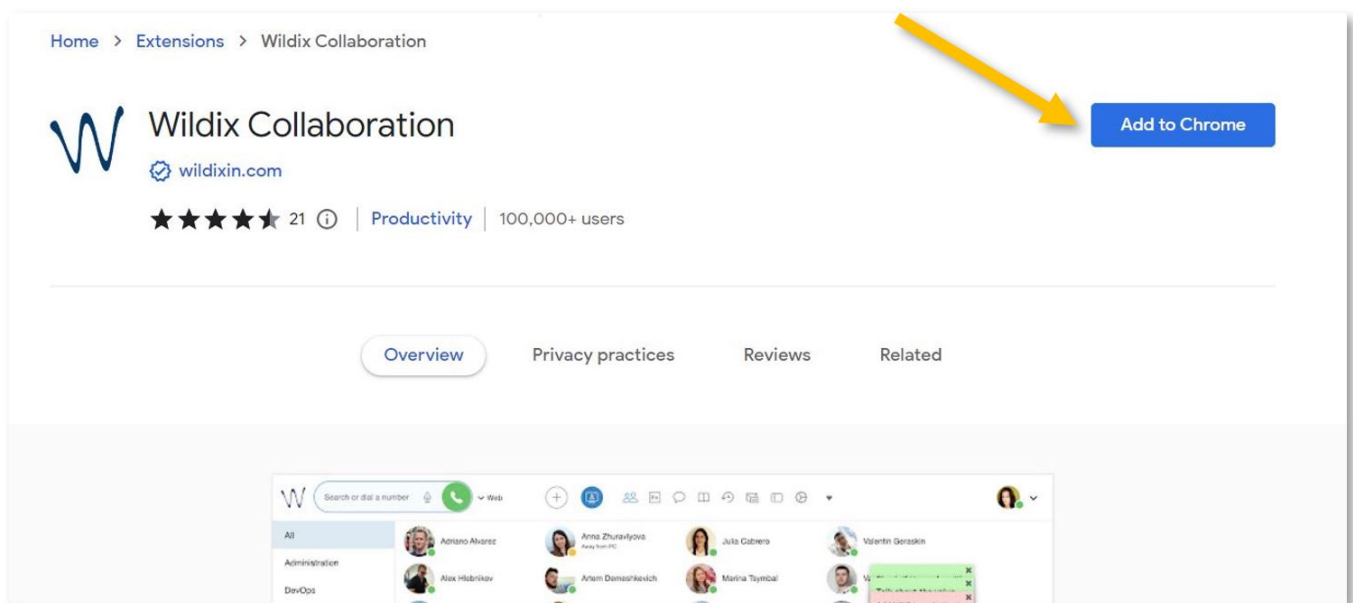 Home > Extensions > Wildix Collaboration
Wildix Collaboration
Add to Chrome
wildixin.com
21 | Productivity | 100,000+ users
Overview Privacy practices Reviews Related
Search or dial a number Web
All
Adriano Alvarez
Anna Zhuravlyova
Away from PC
Julia Cabrero
Valentin Geraskin
Administration
Alex Hlebnikov
Artem Demashkevich
Marina Tsymbal
DevOps